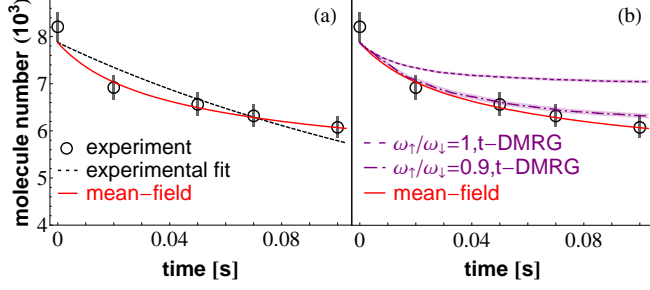 (a)
(b)
molecule number (10³)
8
7
6
5
4
experiment
experimental fit
mean−field
ω↑/ω↓=1,t−DMRG
ω↑/ω↓=0.9,t−DMRG
mean−field
0 0.04 0.08
0 0.04 0.08
time [s]
time [s]